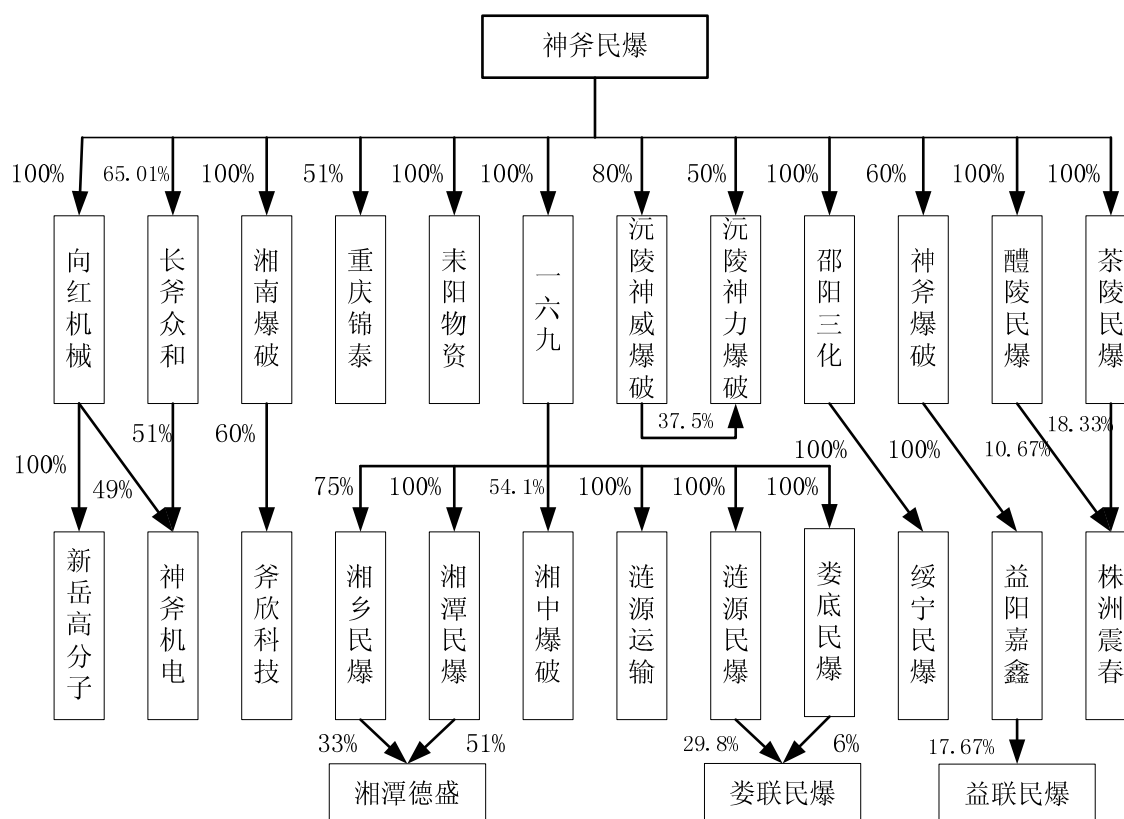 神斧民爆
100%
65.01%
100%
51%
100%
100%
80%
50%
100%
60%
100%
100%
向红机械
长斧众和
湘南爆破
重庆锦泰
耒阳物资
一六九
沅陵神威爆破
沅陵神力爆破
邵阳三化
神斧爆破
醴陵民爆
茶陵民爆
100%
49%
51%
60%
37.5%
100%
100%
10.67%
18.33%
75%
100%
54.1%
100%
100%
100%
新岳高分子
神斧机电
斧欣科技
湘乡民爆
湘潭民爆
湘中爆破
涟源运输
涟源民爆
娄底民爆
绥宁民爆
益阳嘉鑫
株洲震春
33%
51%
29.8%
6%
17.67%
湘潭德盛
娄联民爆
益联民爆